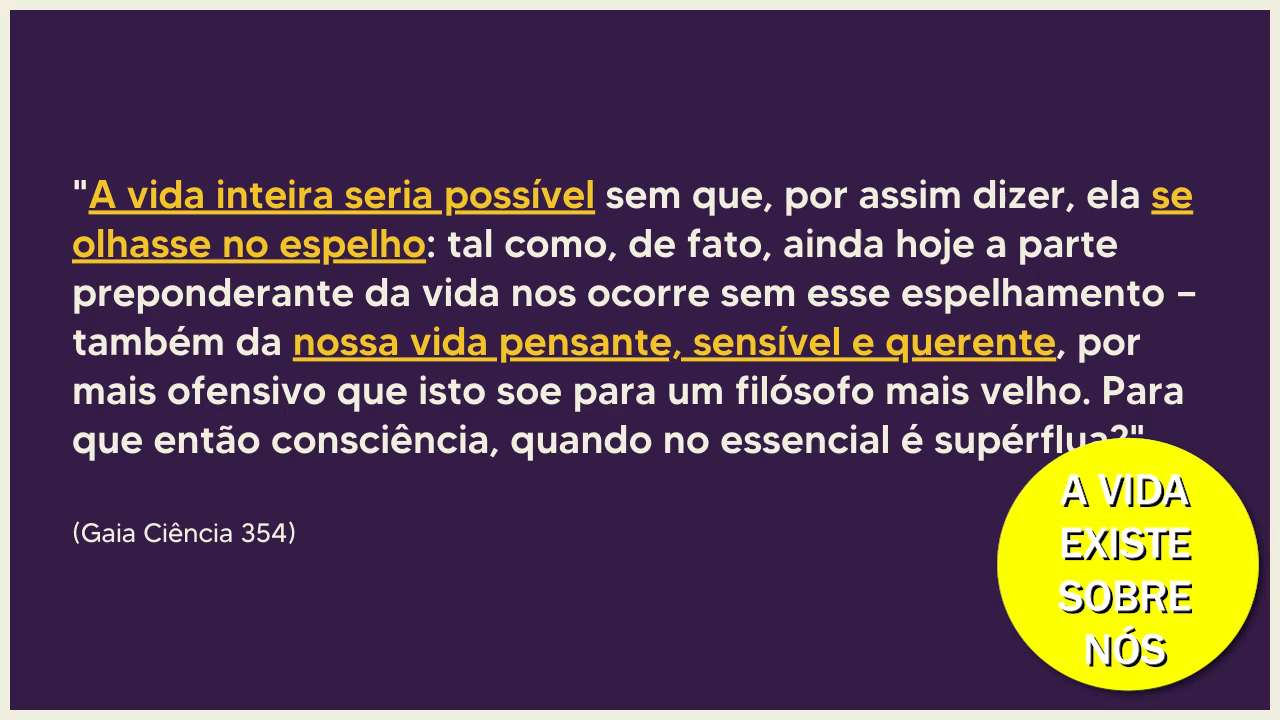 "A vida inteira seria possível sem que, por assim dizer, ela se
olhasse no espelho: tal como, de fato, ainda hoje a parte
preponderante da vida nos ocorre sem esse espelhamento –
também da nossa vida pensante, sensível e querente, por
mais ofensivo que isto soe para um filósofo mais velho. Para
que então consciência, quando no essencial é supérflua?"
(Gaia Ciência 354)
A VIDA
EXISTE
SOBRE
NÓS